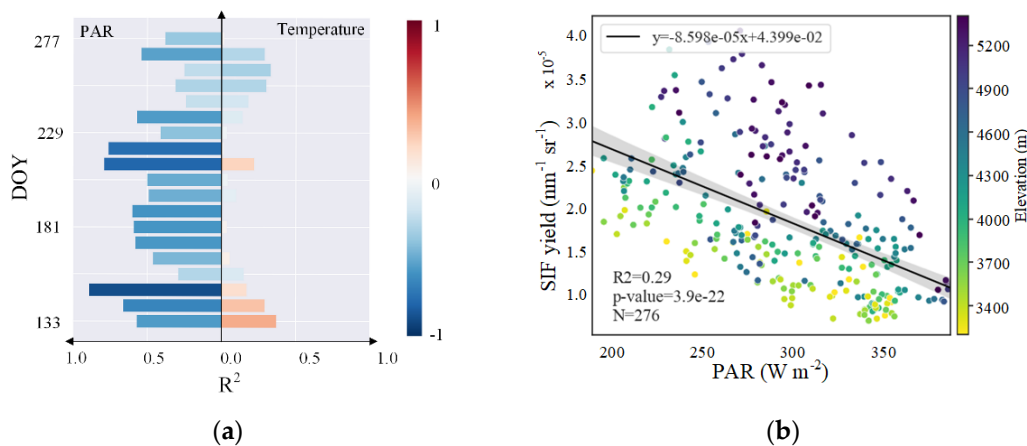 PAR
Temperature
277
229
181
133
DOY
1.0 0.5 0.0 0.5 1.0
R²
1
0
-1
(a)
y=-8.598e-05x+4.399e-02
x 10⁻⁵
4.0
3.5
3.0
2.5
2.0
1.5
1.0
SIF yield (nm⁻¹ sr⁻¹)
R2=0.29
p-value=3.9e-22
N=276
200 250 300 350
PAR (W m⁻²)
5200
4900
4600
4300
4000
3700
3400
Elevation (m)
(b)